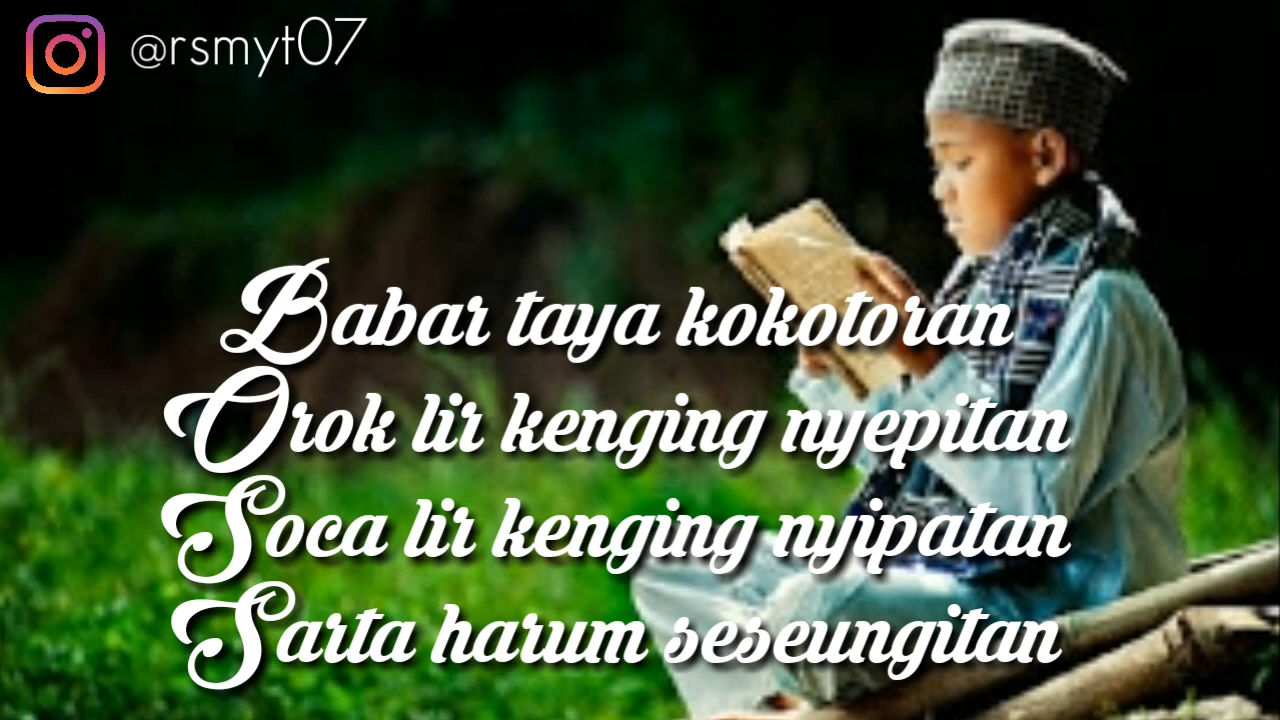 @rsmyt07
Babar taya kokotoran
Orok lir kenging nyepitan
Soca lir kenging nyipatan
Sarta harum seseungitan